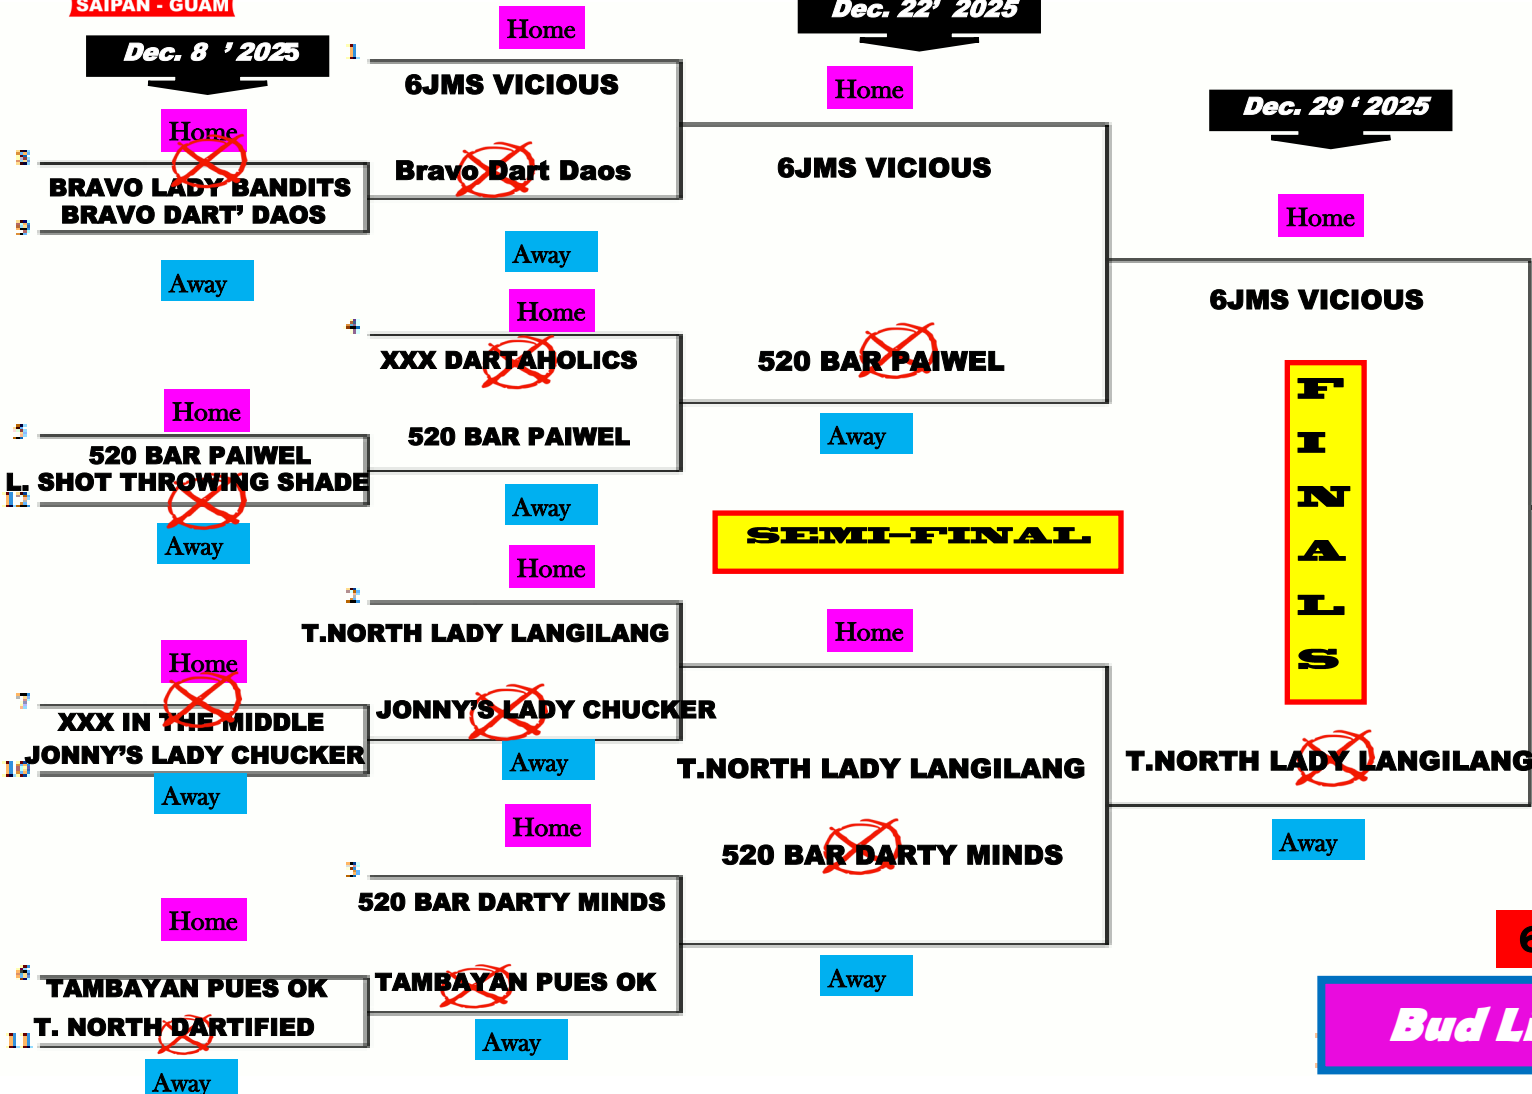 SAIPAN - GUAM
Dec. 8 ' 2025
Home
8
BRAVO LADY BANDITS
BRAVO DART' DAOS
9
Away
Home
5
520 BAR PAIWEL
L. SHOT THROWING SHADE
12
Away
Home
7
XXX IN THE MIDDLE
JONNY'S LADY CHUCKER
10
Away
Home
6
TAMBAYAN PUES OK
T. NORTH DARTIFIED
11
Away
Home
1
6JMS VICIOUS
Bravo Dart Daos
Away
Home
4
XXX DARTAHOLICS
520 BAR PAIWEL
Away
Home
2
T.NORTH LADY LANGILANG
JONNY'S LADY CHUCKER
Away
Home
3
520 BAR DARTY MINDS
TAMBAYAN PUES OK
Away
Dec. 22' 2025
Home
6JMS VICIOUS
520 BAR PAIWEL
Away
SEMI-FINAL
Home
T.NORTH LADY LANGILANG
520 BAR DARTY MINDS
Away
Dec. 29 ‘ 2025
Home
6JMS VICIOUS
FINALS
T.NORTH LADY LANGILANG
Away
6
Bud Li